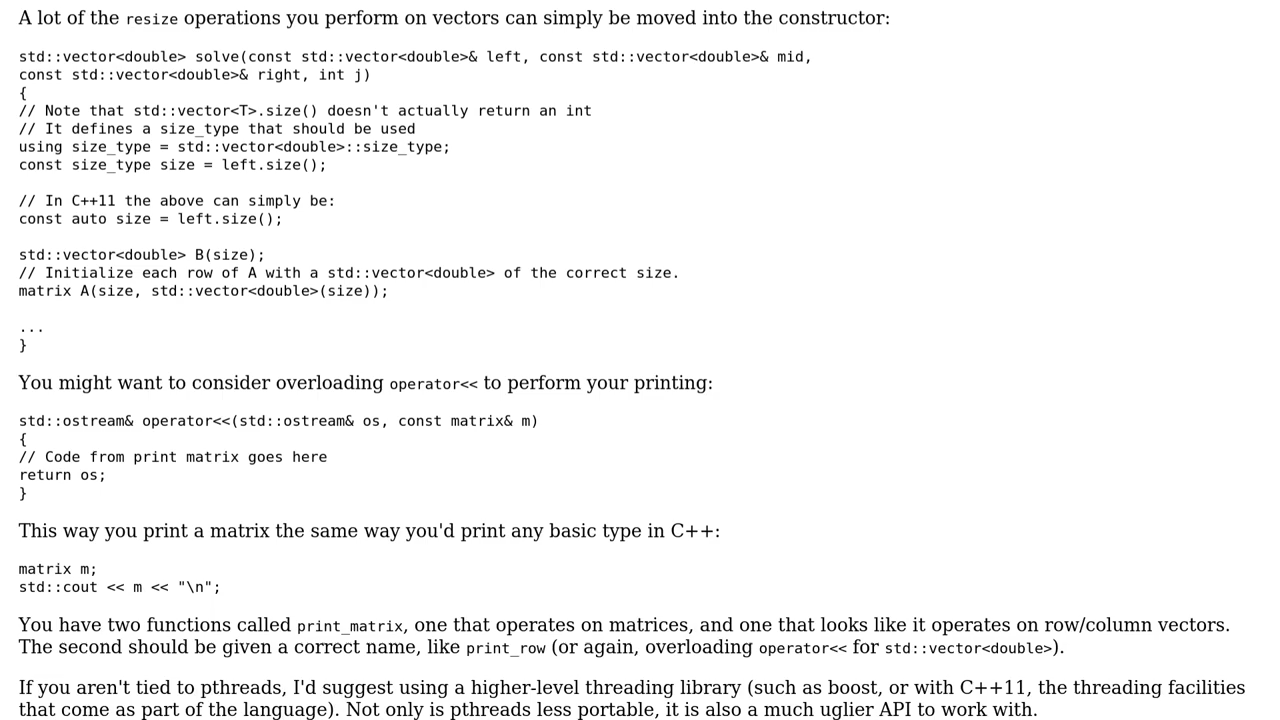 A lot of the resize operations you perform on vectors can simply be moved into the constructor:
std::vector<double> solve(const std::vector<double>& left, const std::vector<double>& mid,
const std::vector<double>& right, int j)
{
// Note that std::vector<T>.size() doesn't actually return an int
// It defines a size_type that should be used
using size_type = std::vector<double>::size_type;
const size_type size = left.size();
// In C++11 the above can simply be:
const auto size = left.size();
std::vector<double> B(size);
// Initialize each row of A with a std::vector<double> of the correct size.
matrix A(size, std::vector<double>(size));
...
}
You might want to consider overloading operator<< to perform your printing:
std::ostream& operator<<(std::ostream& os, const matrix& m)
{
// Code from print matrix goes here
return os;
}
This way you print a matrix the same way you'd print any basic type in C++:
matrix m;
std::cout << m << "\n";
You have two functions called print_matrix, one that operates on matrices, and one that looks like it operates on row/column vectors.
The second should be given a correct name, like print_row (or again, overloading operator<< for std::vector<double>).
If you aren't tied to pthreads, I'd suggest using a higher-level threading library (such as boost, or with C++11, the threading facilities
that come as part of the language). Not only is pthreads less portable, it is also a much uglier API to work with.